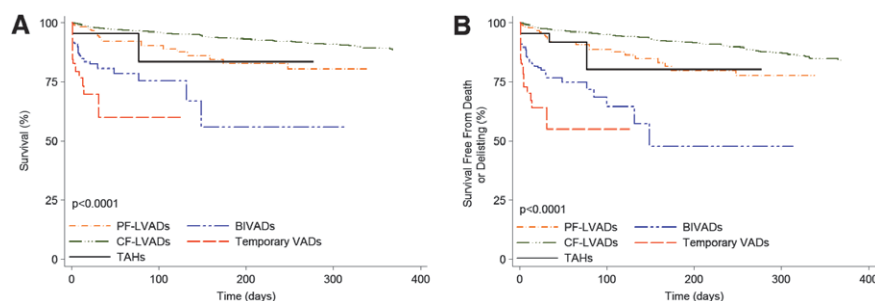 A
100
75
50
25
0
Survival (%)
p<0.0001
PF-LVADs
BIVADs
CF-LVADs
Temporary VADs
TAHs
0
100
200
300
400
Time (days)
B
100
75
50
25
0
Survival Free From Death
or Delisting (%)
p<0.0001
PF-LVADs
BIVADs
CF-LVADs
Temporary VADs
TAHs
0
100
200
300
400
Time (days)